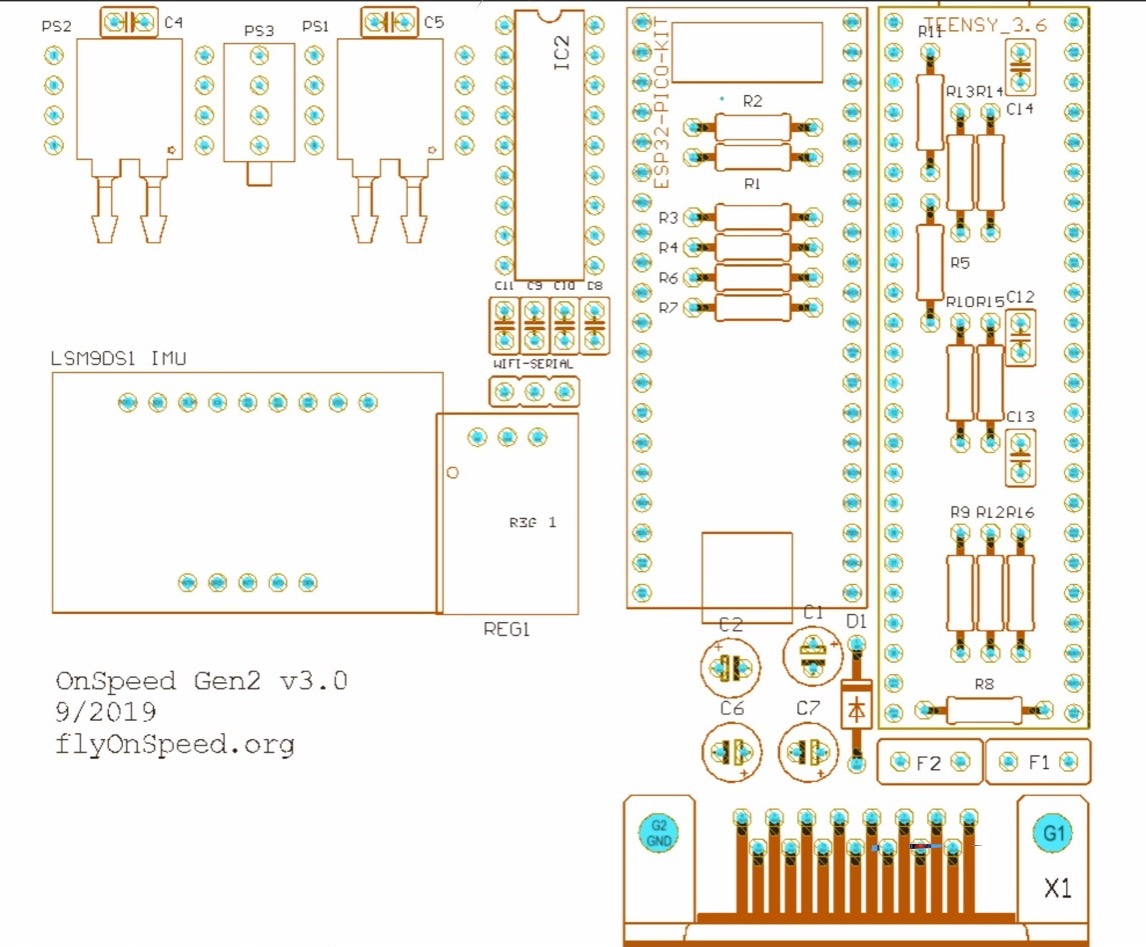 PS2
C4
PS3
PS1
C5
IC2
ESP32-PICO-KIT
TEENSY_3.6
R11
R2
R13
R14
C14
R1
R3
R4
R5
R6
R7
C11
C9
C10
C8
R10
R15
C12
WIFI-SERIAL
LSM9DS1 IMU
C13
R9
R12
R16
R3G 1
REG1
C2
C1
D1
OnSpeed Gen2 v3.0
9/2019
flyOnSpeed.org
R8
C6
C7
F2
F1
G2
GND
G1
X1